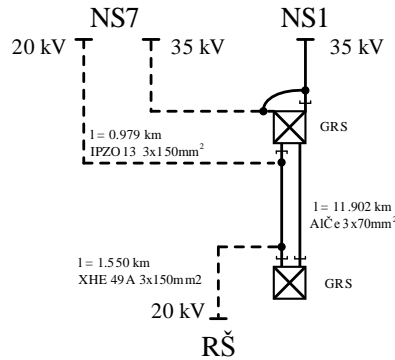 NS7 NS1
20 kV 35 kV 35 kV
GRS
l = 0.979 km
IPZO 13 3x150mm²
l = 11.902 km
AlČe 3x70mm²
l = 1.550 km
XHE 49A 3x150mm2
GRS
20 kV
RŠ